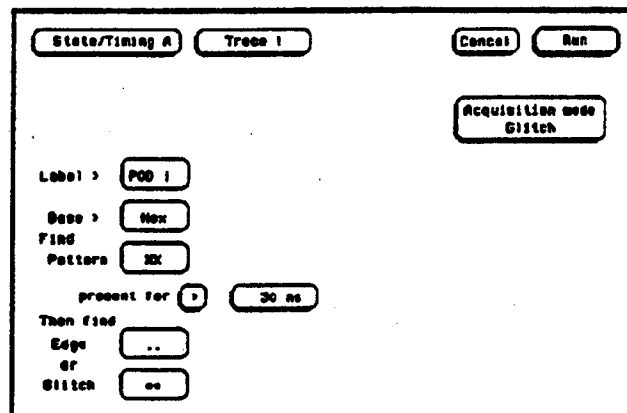 State/Timing A Trace 1 Cancel Run
Acquisition mode
Glitch
Label > POD 1
Base > Hex
Find
Pattern XX
present for > 30 ns
Then find
Edge ..
or
Glitch **